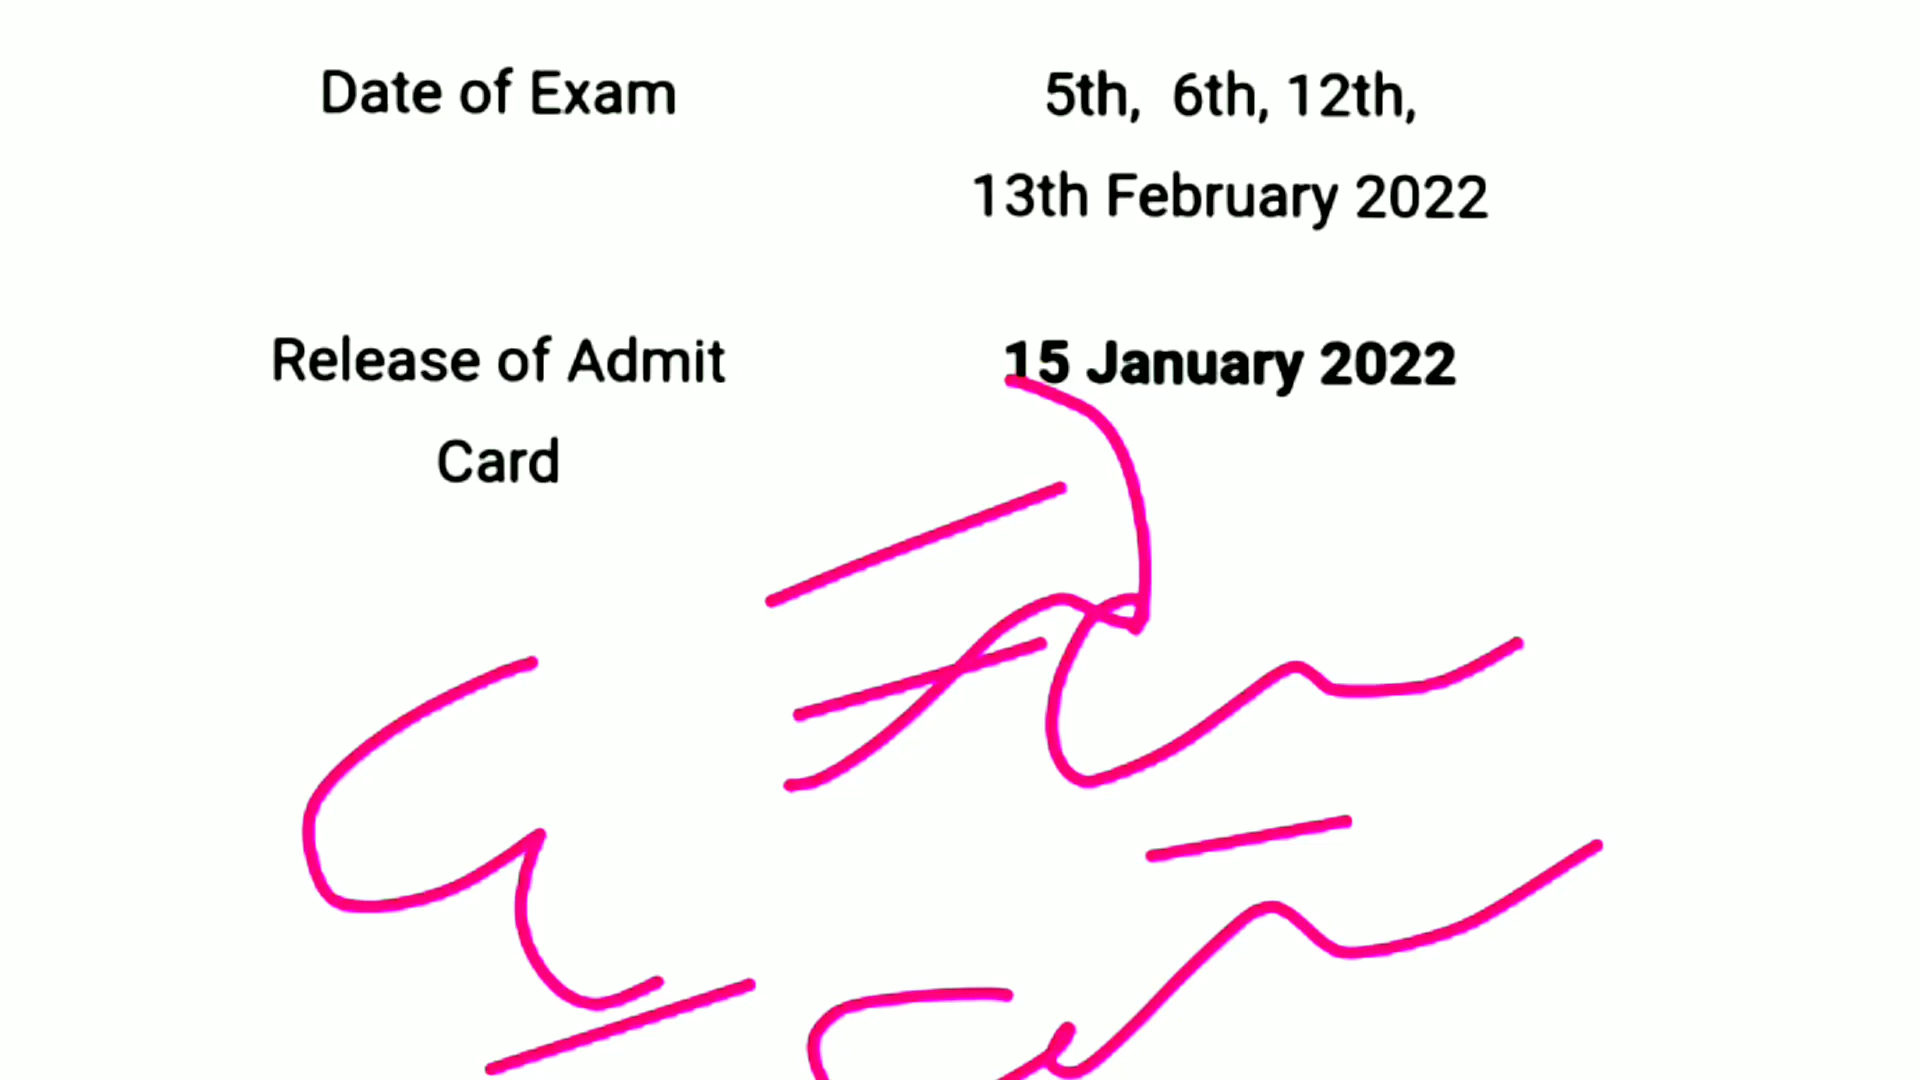 Date of Exam
5th, 6th, 12th,
13th February 2022
Release of Admit
Card
15 January 2022